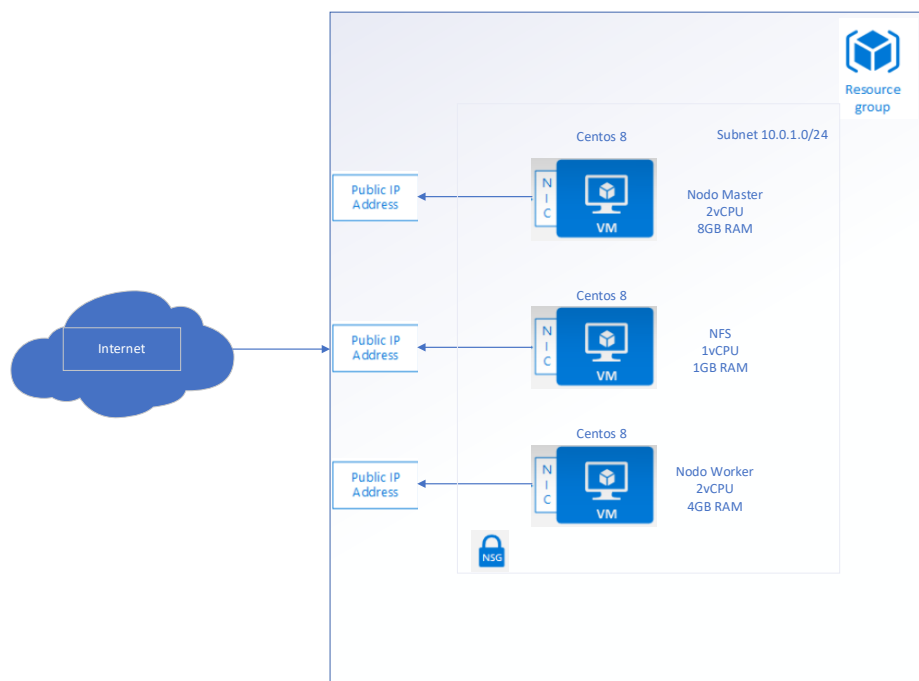 Resource
group
Subnet 10.0.1.0/24
Centos 8
Public IP
Address
N
I
C
VM
Nodo Master
2vCPU
8GB RAM
Internet
Centos 8
Public IP
Address
N
I
C
VM
NFS
1vCPU
1GB RAM
Centos 8
Public IP
Address
N
I
C
VM
Nodo Worker
2vCPU
4GB RAM
NSG